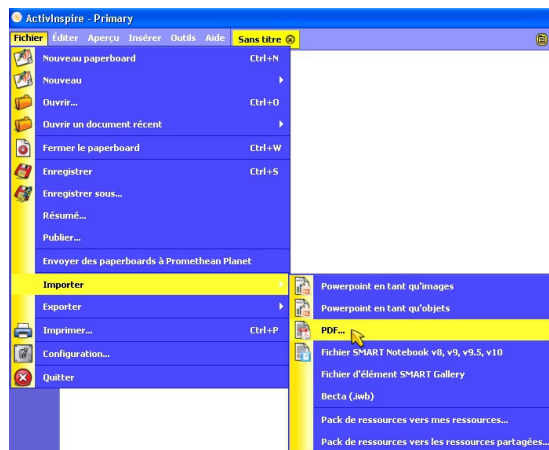 ActivInspire - Primary
Fichier Éditer Aperçu Insérer Outils Aide Sans titre
Nouveau paperboard Ctrl+N
Nouveau
Ouvrir... Ctrl+O
Ouvrir un document récent
Fermer le paperboard Ctrl+W
Enregistrer Ctrl+S
Enregistrer sous...
Résumé...
Publier...
Envoyer des paperboards à Promethean Planet
Importer
Exporter
Imprimer... Ctrl+P
Configuration...
Quitter
Powerpoint en tant qu'images
Powerpoint en tant qu'objets
PDF...
Fichier SMART Notebook v8, v9, v9.5, v10
Fichier d'élément SMART Gallery
Becta (.iwb)
Pack de ressources vers mes ressources...
Pack de ressources vers les ressources partagées...